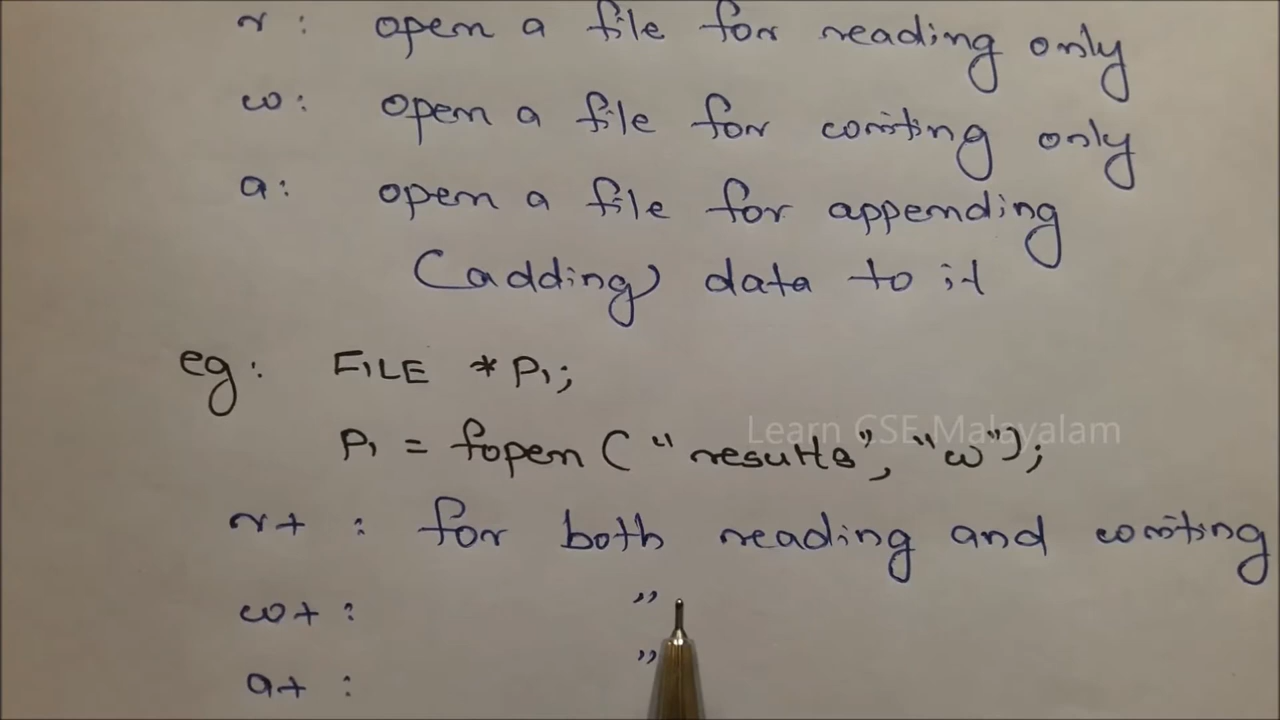 r : open a file for reading only
w : open a file for writing only
a : open a file for appending
(adding) data to it
eg : FILE *P1;
P1 = fopen ( "results", "w");
Learn CSE Malayalam
r+ : for both reading and writing
w+ : "
a+ : "